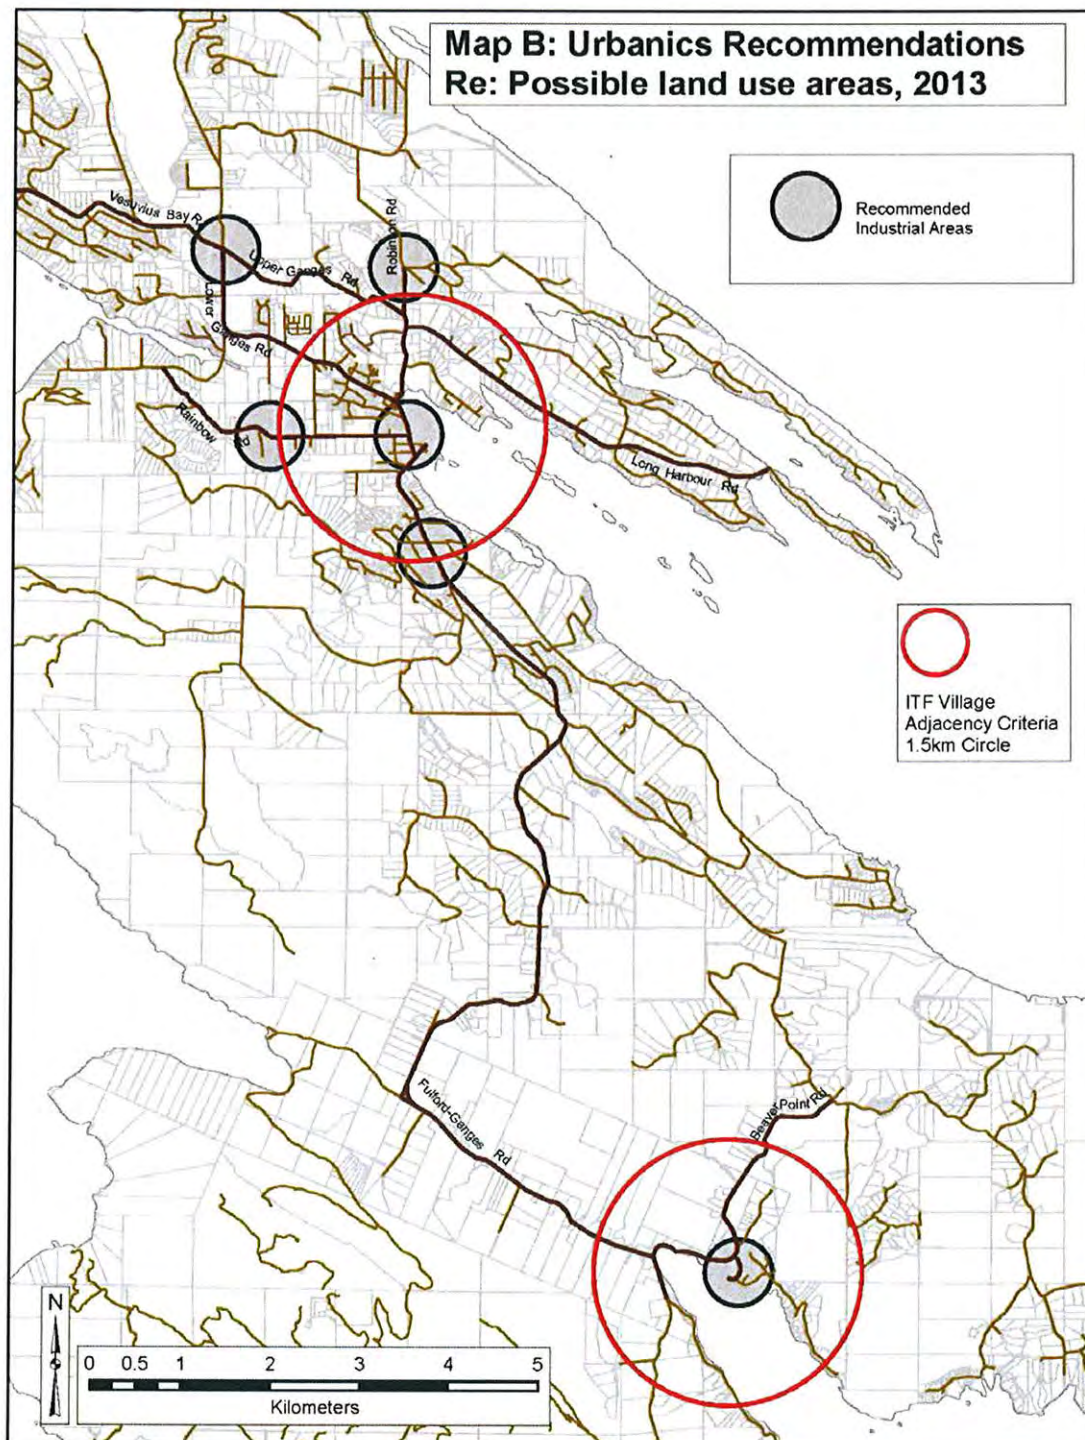 Map B: Urbanics Recommendations
Re: Possible land use areas, 2013
Recommended
Industrial Areas
Vesuvius Bay R
Robinson Rd
Upper Ganges Rd
Lower Ganges Rd
Rainbow Rd
Long Harbour Rd
ITF Village
Adjacency Criteria
1.5km Circle
Beaver Point Rd
Fulford-Ganges Rd
N
0 0.5 1 2 3 4 5
Kilometers